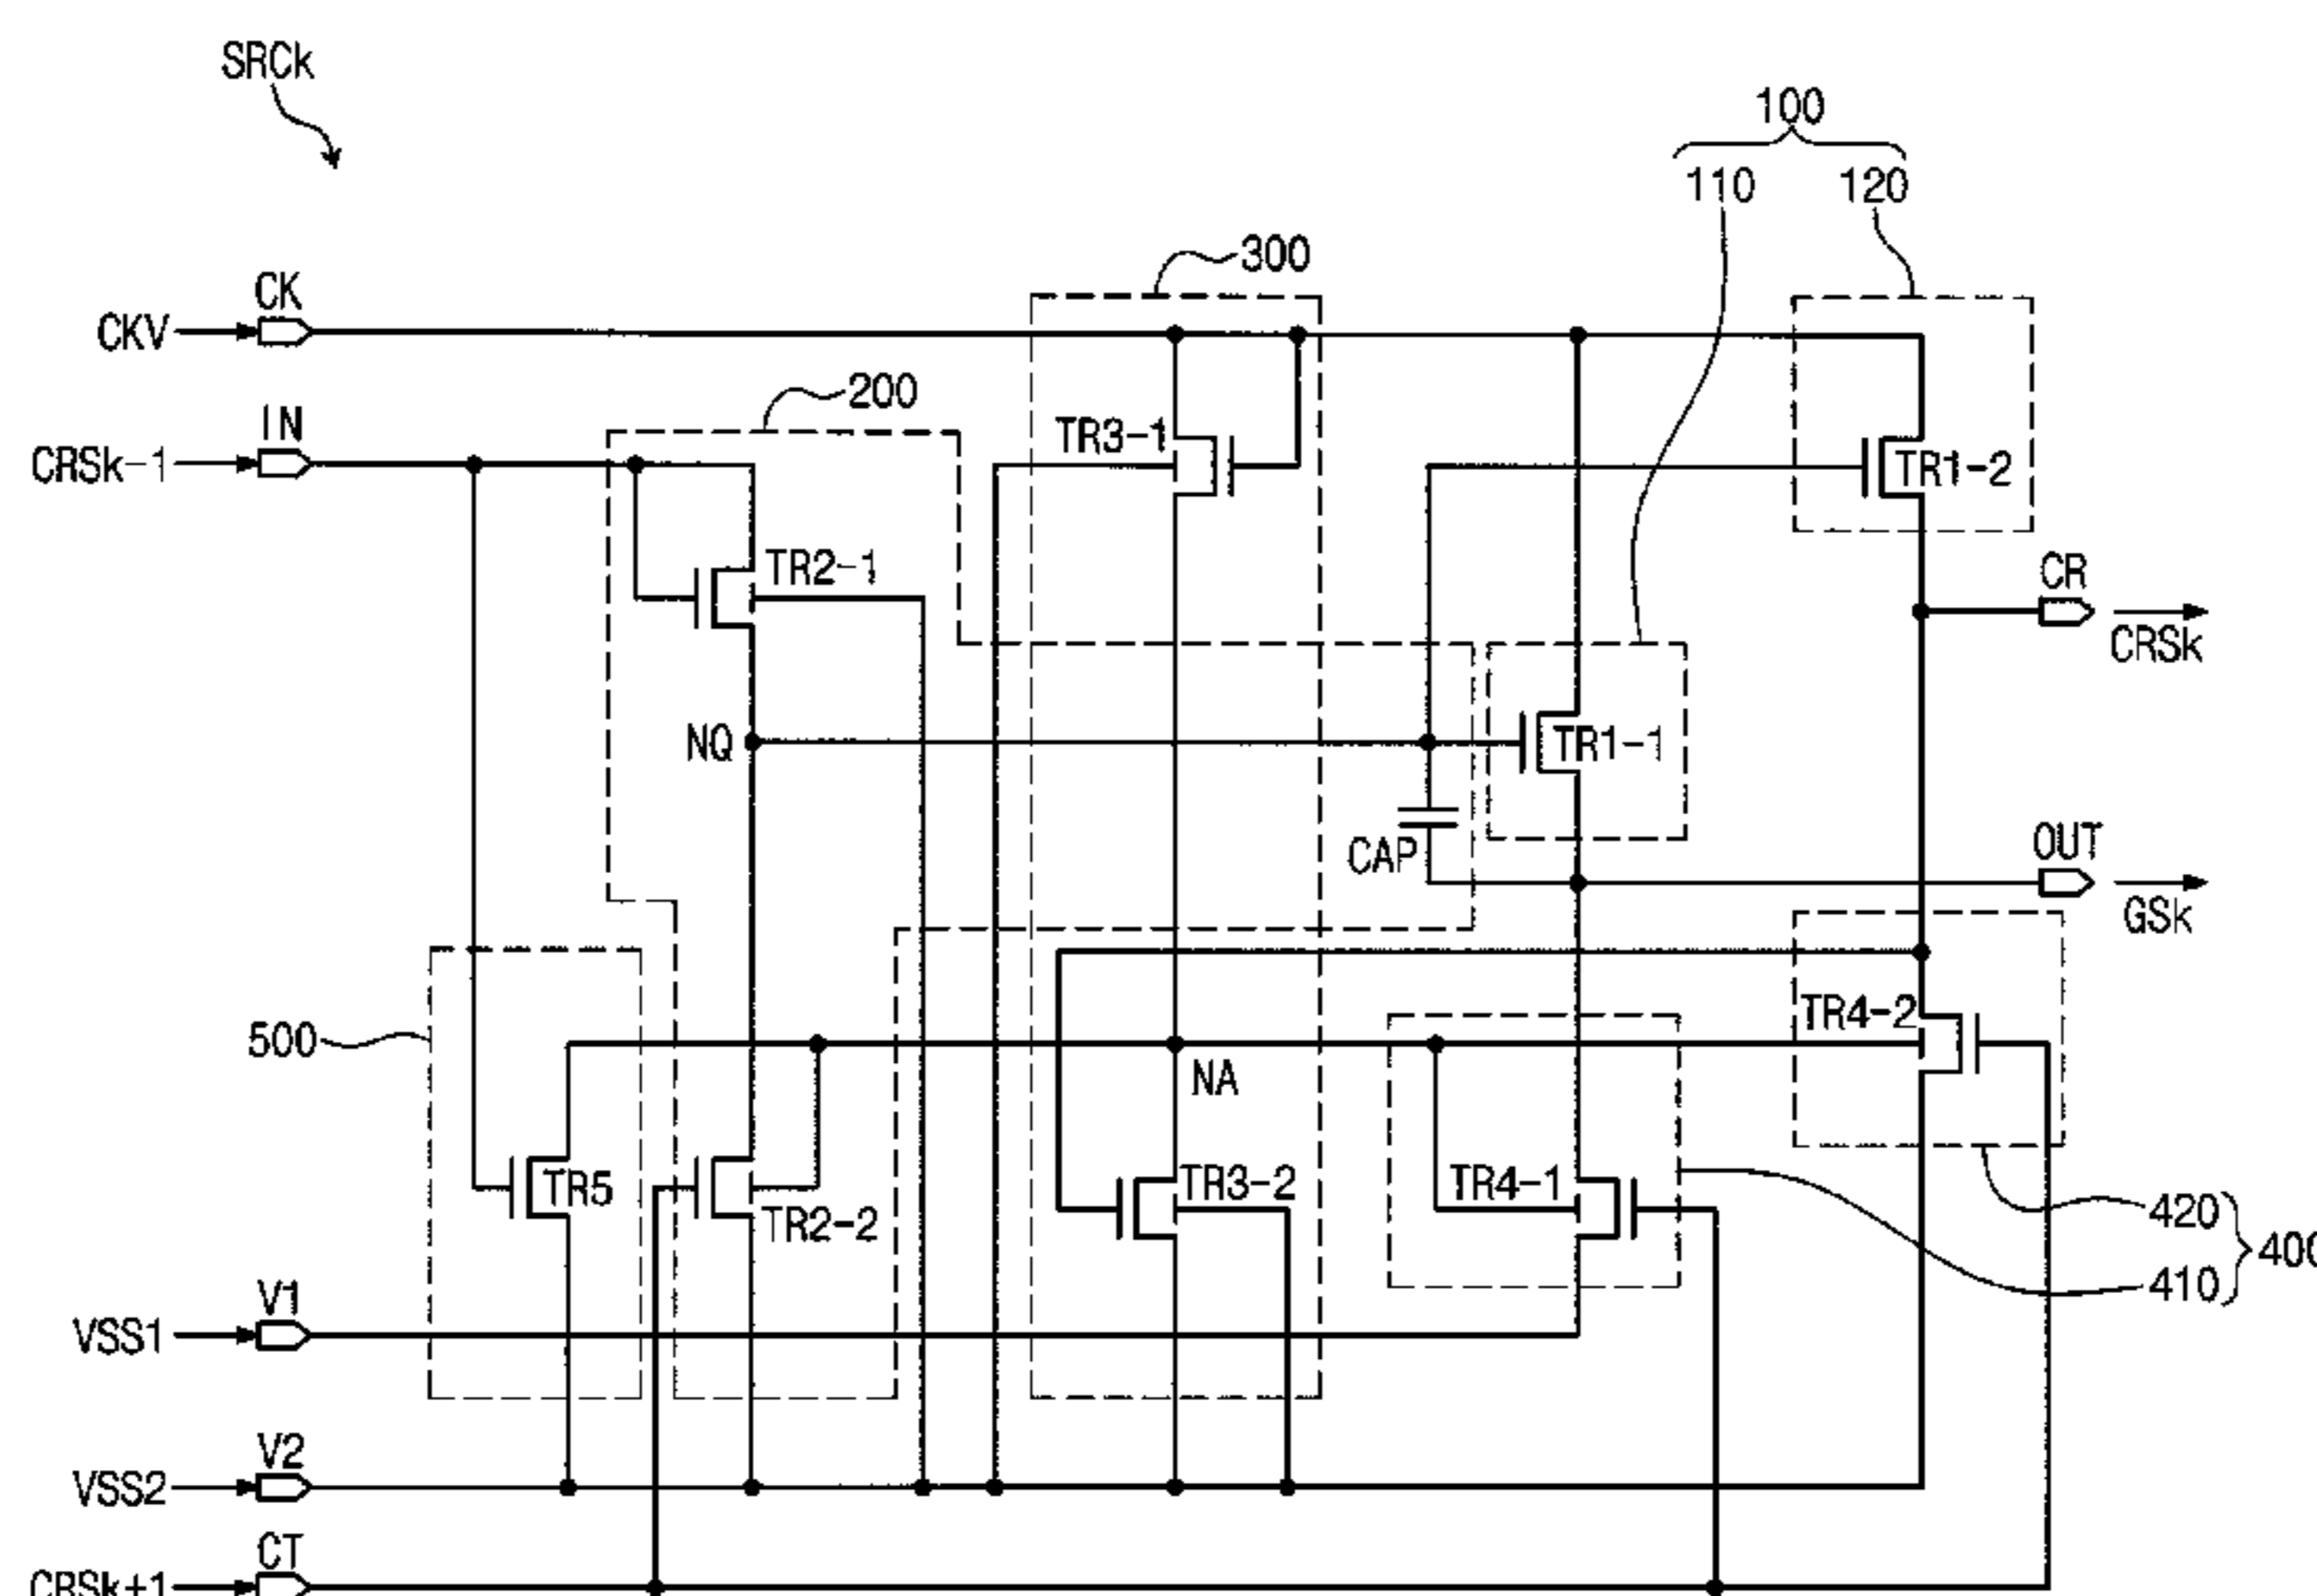 SRCk
100
110
120
300
CK
CKV
200
IN
TR3-1
CRSk-1
TR1-2
TR2-1
CR
CRSk
NQ
TR1-1
CAP
OUT
GSk
TR4-2
500
NA
TR5
TR3-2
TR4-1
TR2-2
420
400
410
V1
VSS1
V2
VSS2
CT
CRSk+1